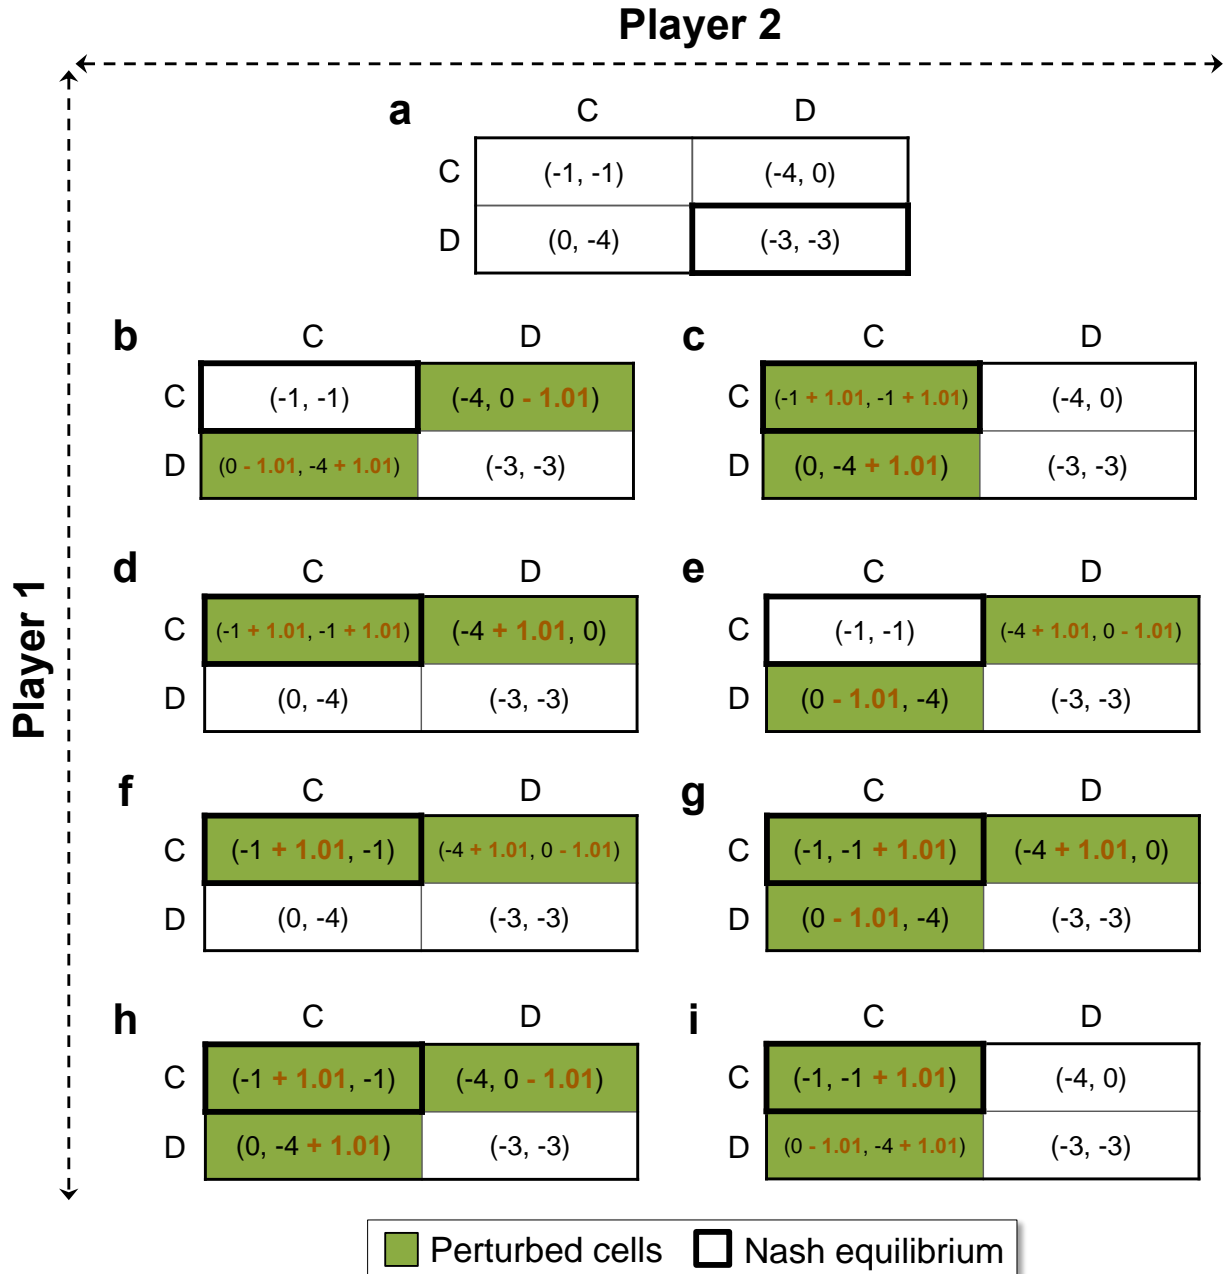 Player 2
Player 1
a
C D
C (-1, -1) (-4, 0)
D (0, -4) (-3, -3)
b
C D
C (-1, -1) (-4, 0 - 1.01)
D (0 - 1.01, -4 + 1.01) (-3, -3)
c
C D
C (-1 + 1.01, -1 + 1.01) (-4, 0)
D (0, -4 + 1.01) (-3, -3)
d
C D
C (-1 + 1.01, -1 + 1.01) (-4 + 1.01, 0)
D (0, -4) (-3, -3)
e
C D
C (-1, -1) (-4 + 1.01, 0 - 1.01)
D (0 - 1.01, -4) (-3, -3)
f
C D
C (-1 + 1.01, -1) (-4 + 1.01, 0 - 1.01)
D (0, -4) (-3, -3)
g
C D
C (-1, -1 + 1.01) (-4 + 1.01, 0)
D (0 - 1.01, -4) (-3, -3)
h
C D
C (-1 + 1.01, -1) (-4, 0 - 1.01)
D (0, -4 + 1.01) (-3, -3)
i
C D
C (-1, -1 + 1.01) (-4, 0)
D (0 - 1.01, -4 + 1.01) (-3, -3)
Perturbed cells Nash equilibrium